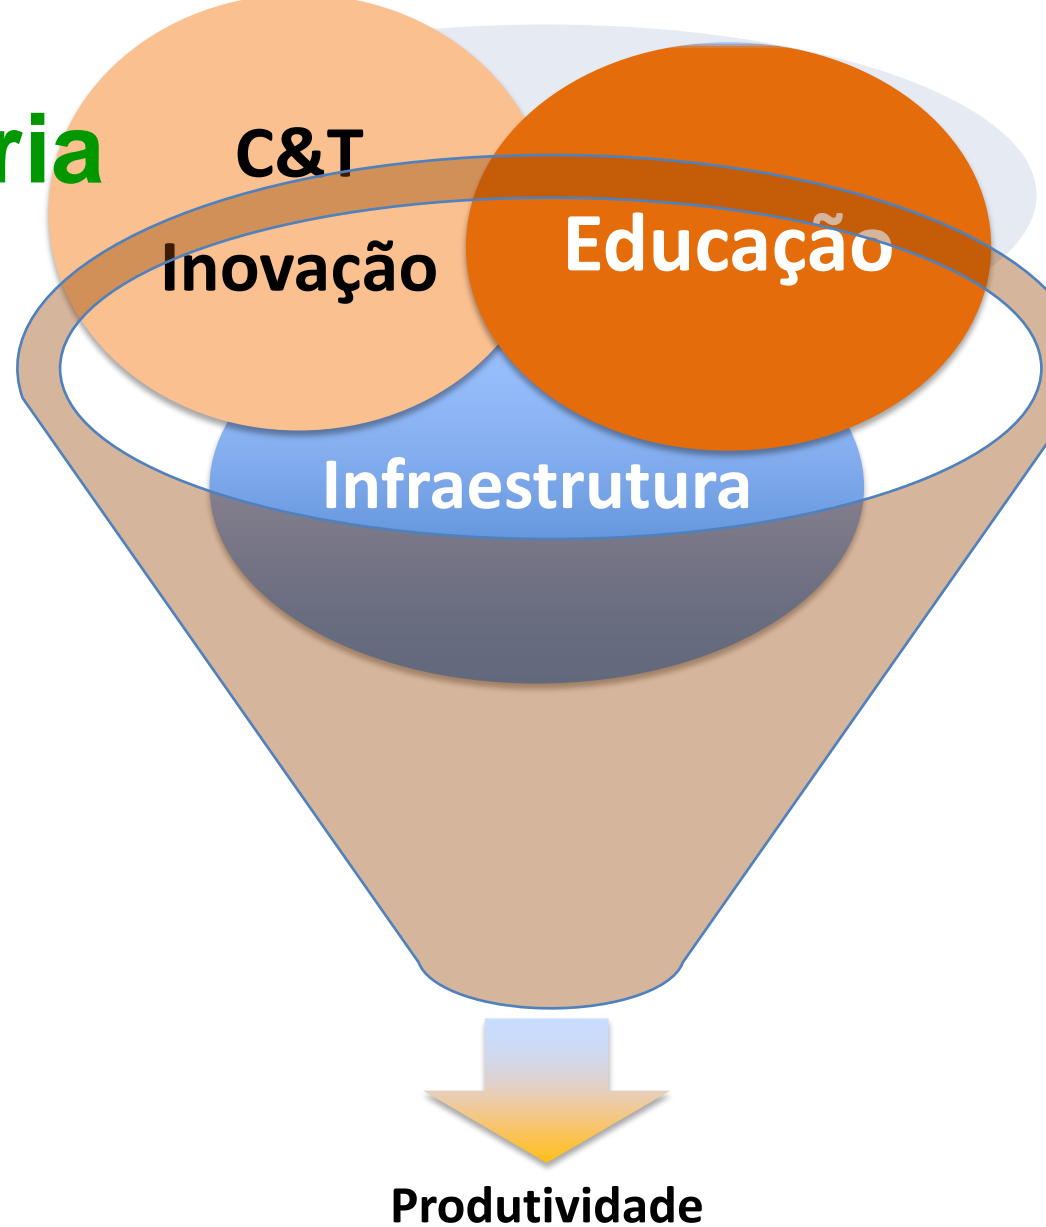 ria
C&T
Inovação
Educação
Infraestrutura
Produtividade